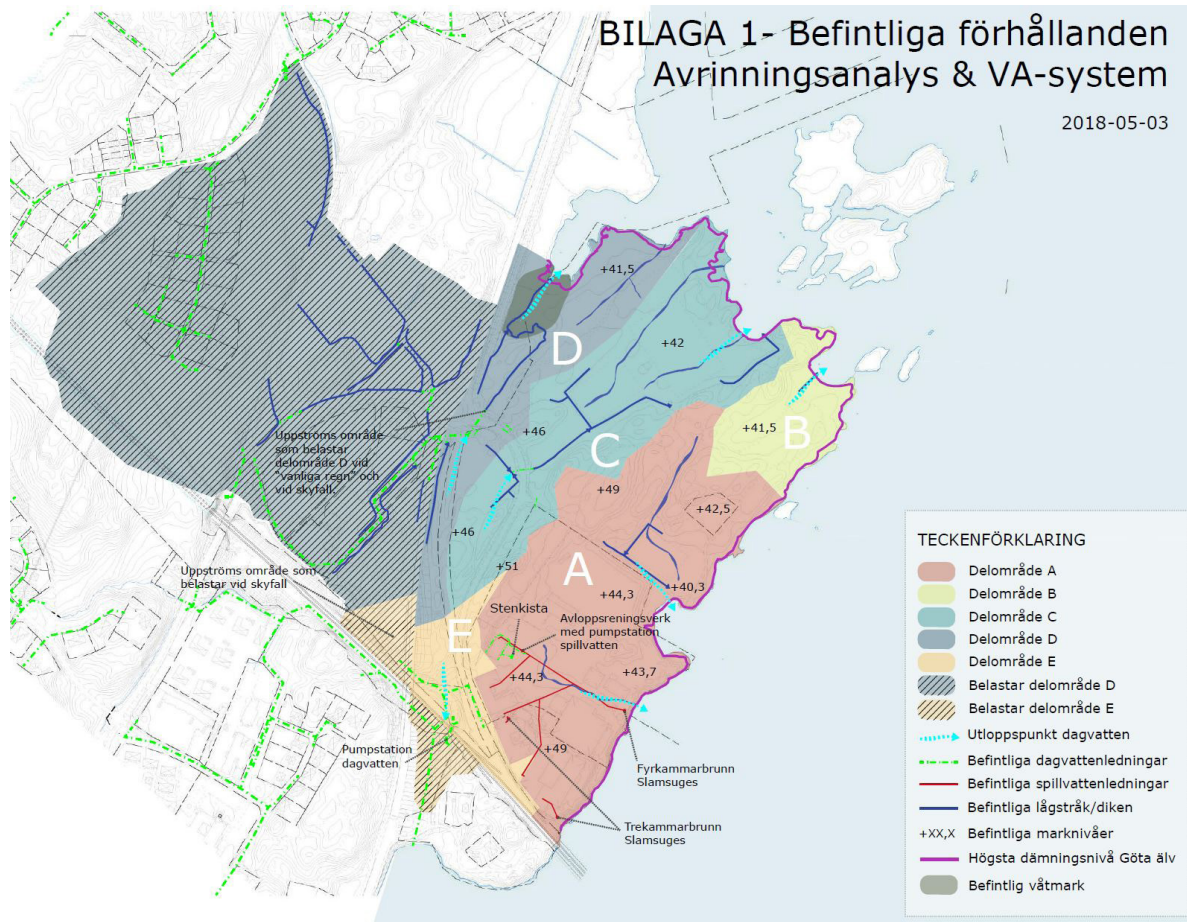 BILAGA 1- Befintliga förhållanden
Avrinningsanalys & VA-system
2018-05-03
+41,5
D
+42
B
+41,5
Uppströms område
som belastar
delområde D vid
"vanliga regn" och
vid skyfall.
+46
C
+49
+42,5
+46
Uppströms område som
belastar vid skyfall
+51
A
+44,3
+40,3
Stenkista
Avloppsreningsverk
med pumpstation
spillvatten
E
+44,3
+43,7
+49
Pumpstation
dagvatten
Fyrkammarbrunn
Slamsuges
Trekammarbrunn
Slamsuges
TECKENFÖRKLARING
Delområde A
Delområde B
Delområde C
Delområde D
Delområde E
Belastar delområde D
Belastar delområde E
Utloppspunkt dagvatten
Befintliga dagvattenledningar
Befintliga spillvattenledningar
Befintliga lågstråk/diken
+XX,X Befintliga marknivåer
Högsta dämningsnivå Göta älv
Befintlig våtmark